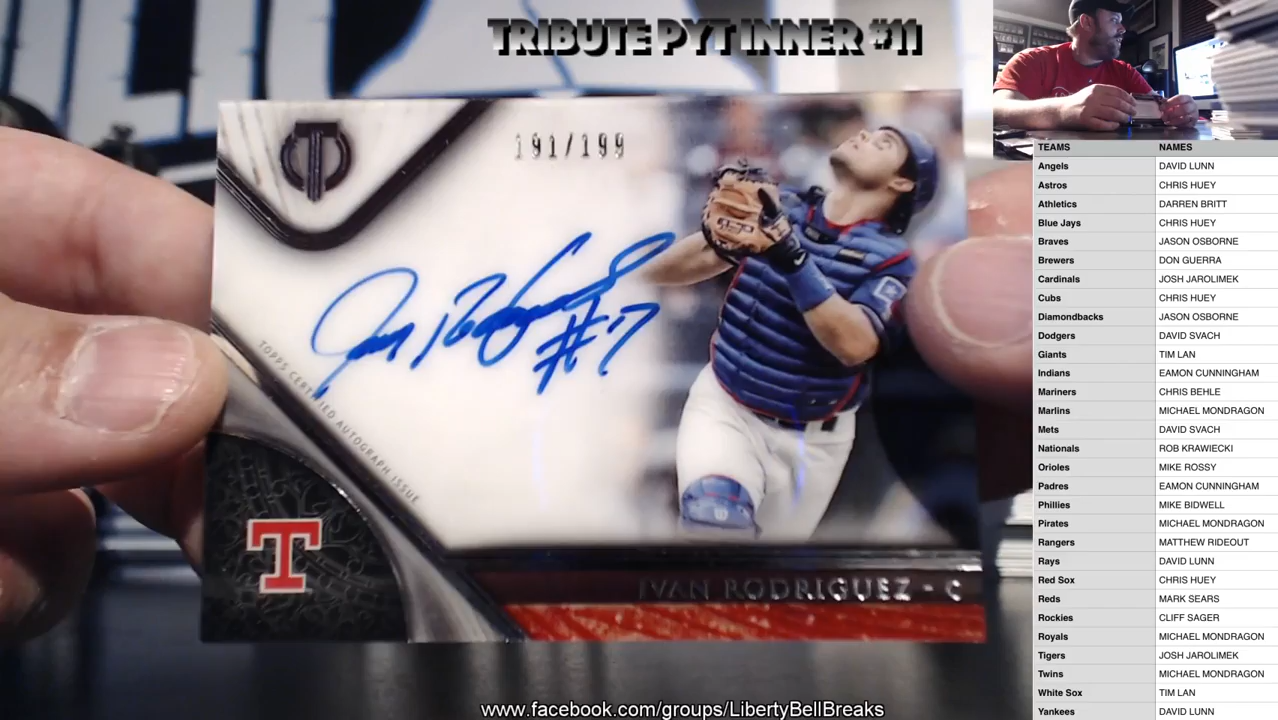 TRIBUTE PYT INNER #11
191/199
Ivan Rodriguez
#7
TOPPS CERTIFIED AUTOGRAPH ISSUE
T
IVAN RODRIGUEZ - C
www.facebook.com/groups/LibertyBellBreaks
TEAMS NAMES
Angels DAVID LUNN
Astros CHRIS HUEY
Athletics DARREN BRITT
Blue Jays CHRIS HUEY
Braves JASON OSBORNE
Brewers DON GUERRA
Cardinals JOSH JAROLIMEK
Cubs CHRIS HUEY
Diamondbacks JASON OSBORNE
Dodgers DAVID SVACH
Giants TIM LAN
Indians EAMON CUNNINGHAM
Mariners CHRIS BEHLE
Marlins MICHAEL MONDRAGON
Mets DAVID SVACH
Nationals ROB KRAWIECKI
Orioles MIKE ROSSY
Padres EAMON CUNNINGHAM
Phillies MIKE BIDWELL
Pirates MICHAEL MONDRAGON
Rangers MATTHEW RIDEOUT
Rays DAVID LUNN
Red Sox CHRIS HUEY
Reds MARK SEARS
Rockies CLIFF SAGER
Royals MICHAEL MONDRAGON
Tigers JOSH JAROLIMEK
Twins MICHAEL MONDRAGON
White Sox TIM LAN
Yankees DAVID LUNN